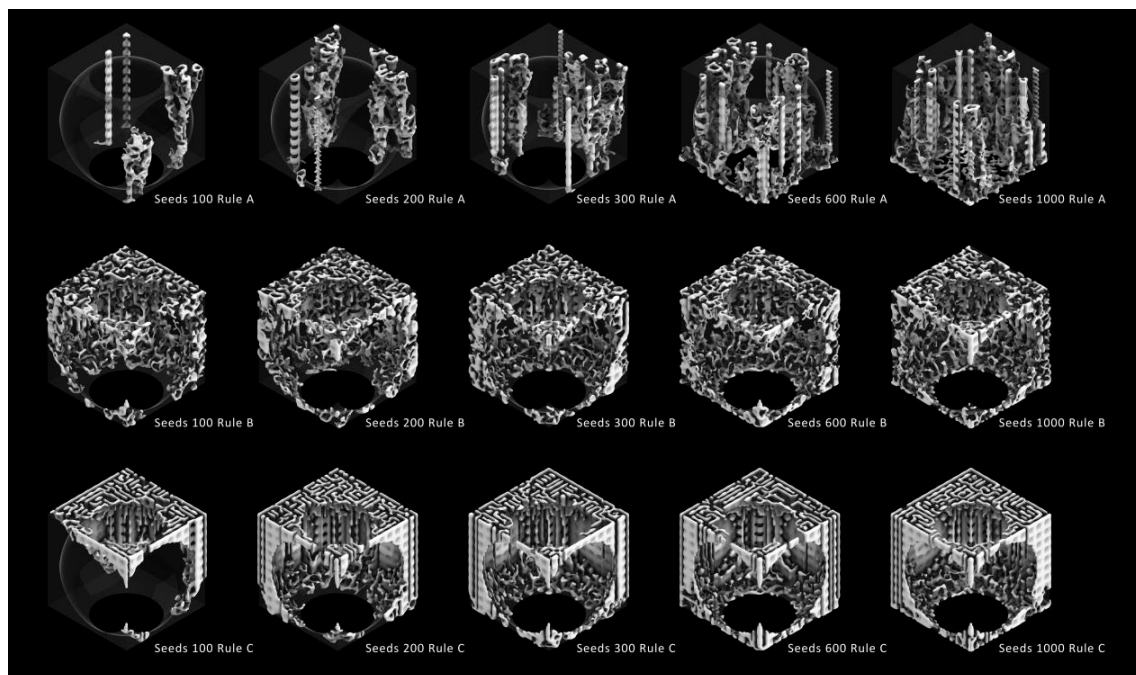 Seeds 100 Rule A
Seeds 200 Rule A
Seeds 300 Rule A
Seeds 600 Rule A
Seeds 1000 Rule A
Seeds 100 Rule B
Seeds 200 Rule B
Seeds 300 Rule B
Seeds 600 Rule B
Seeds 1000 Rule B
Seeds 100 Rule C
Seeds 200 Rule C
Seeds 300 Rule C
Seeds 600 Rule C
Seeds 1000 Rule C